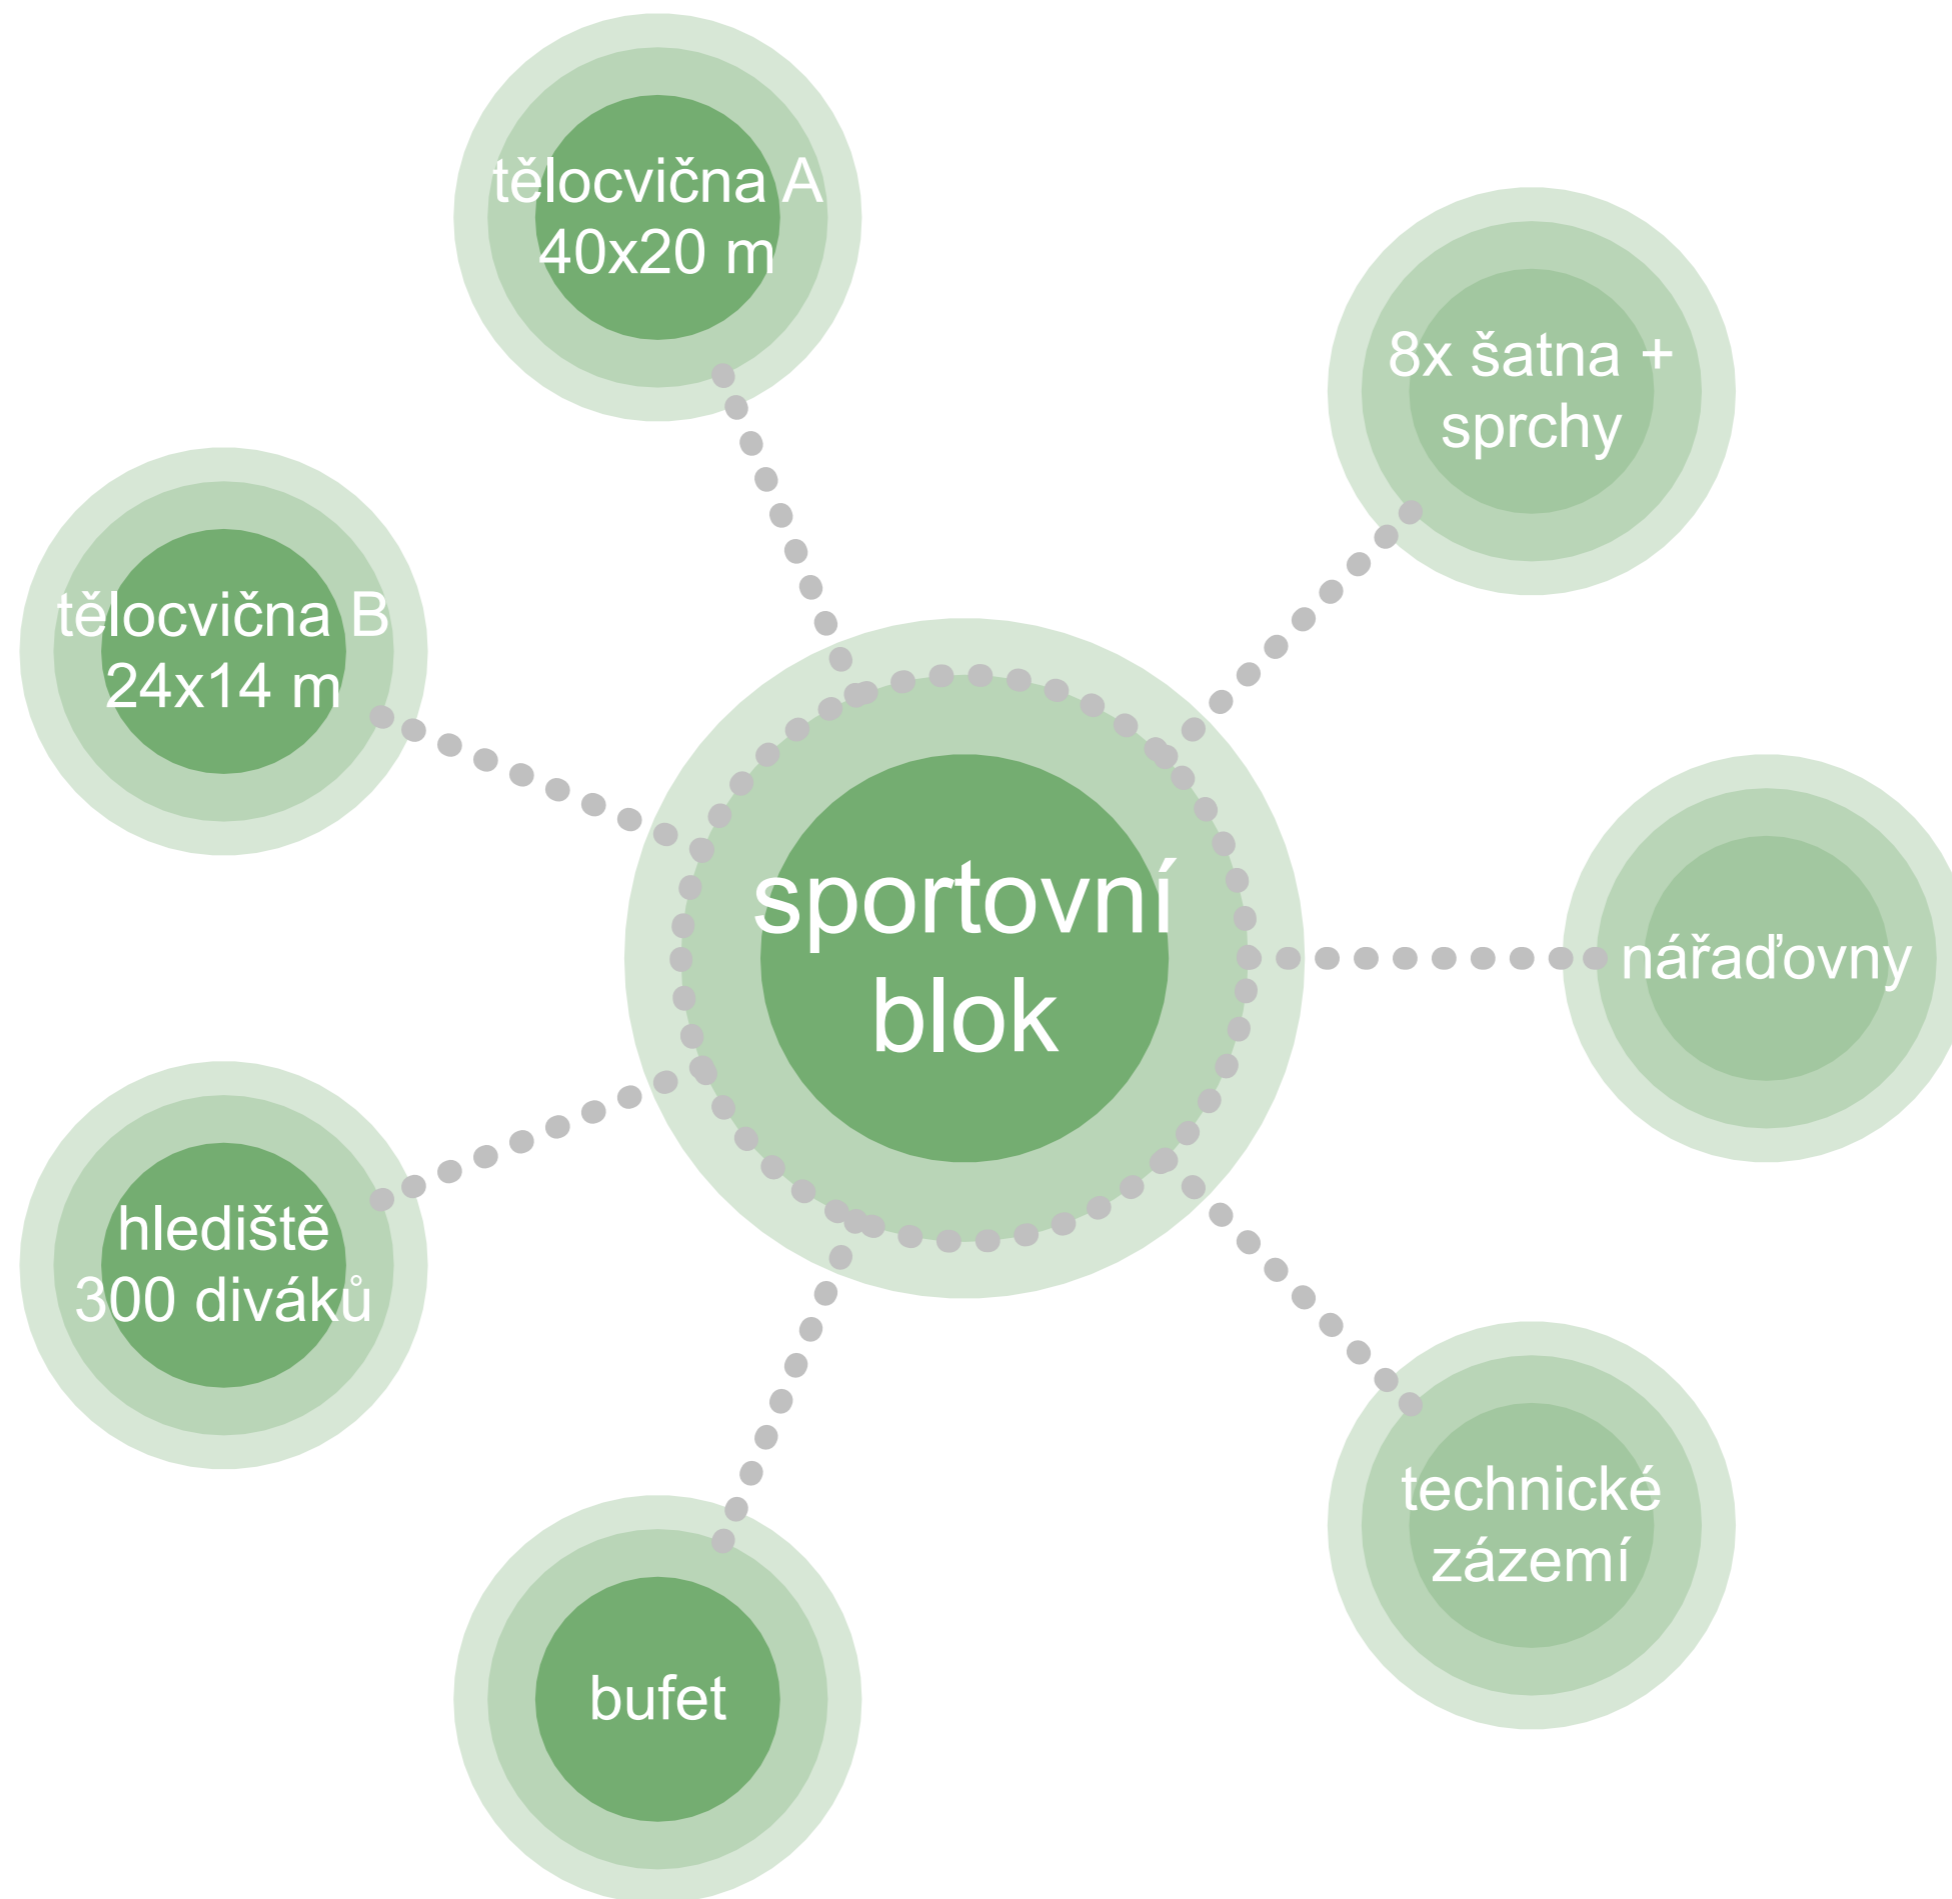 tělocvična A
40x20 m
8x šatna +
sprchy
tělocvična B
24x14 m
sportovní
blok
nářaďovny
hlediště
300 diváků
technické
zázemí
bufet